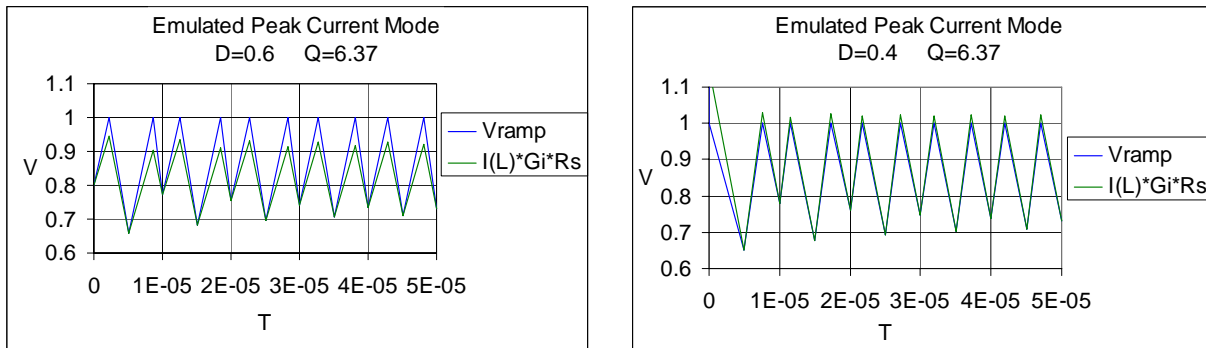 Emulated Peak Current Mode
D=0.6 Q=6.37
1.1
1
0.9
V
0.8
0.7
0.6
0 1E-05 2E-05 3E-05 4E-05 5E-05
T
Vramp
I(L)*Gi*Rs
Emulated Peak Current Mode
D=0.4 Q=6.37
1.1
1
0.9
V
0.8
0.7
0.6
0 1E-05 2E-05 3E-05 4E-05 5E-05
T
Vramp
I(L)*Gi*Rs